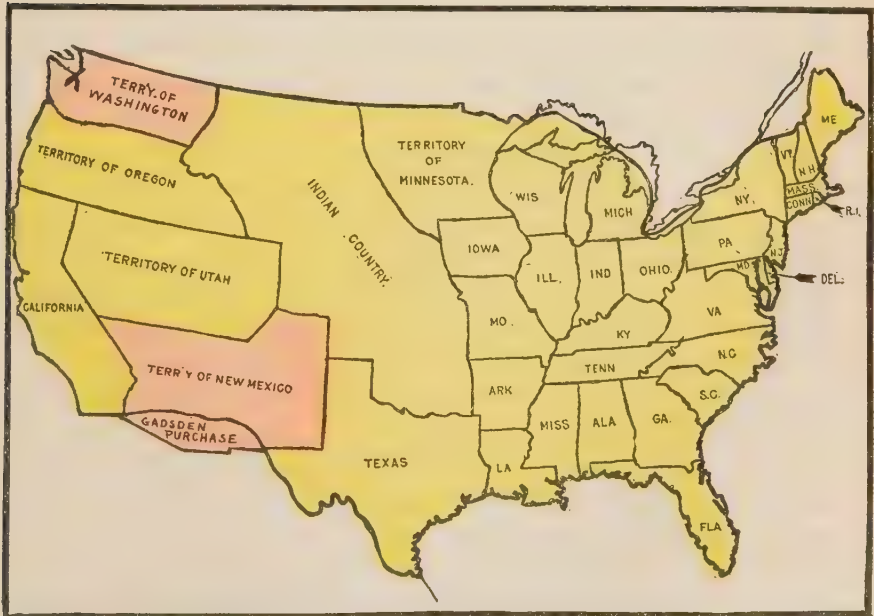 TERRY. OF
WASHINGTON
TERRITORY OF OREGON
TERRITORY OF UTAH
CALIFORNIA
TERR'Y OF NEW MEXICO
GADSDEN
PURCHASE
INDIAN COUNTRY.
TERRITORY
OF
MINNESOTA.
WIS
MICH
IOWA
ILL.
IND
OHIO.
MO.
KY
TENN
ARK
MISS
ALA
GA.
LA
TEXAS
FLA
S.C.
N.C
VA
MD.
DEL.
PA
N.J.
NY.
CONN
R.I.
MASS.
VT.
N.H.
ME